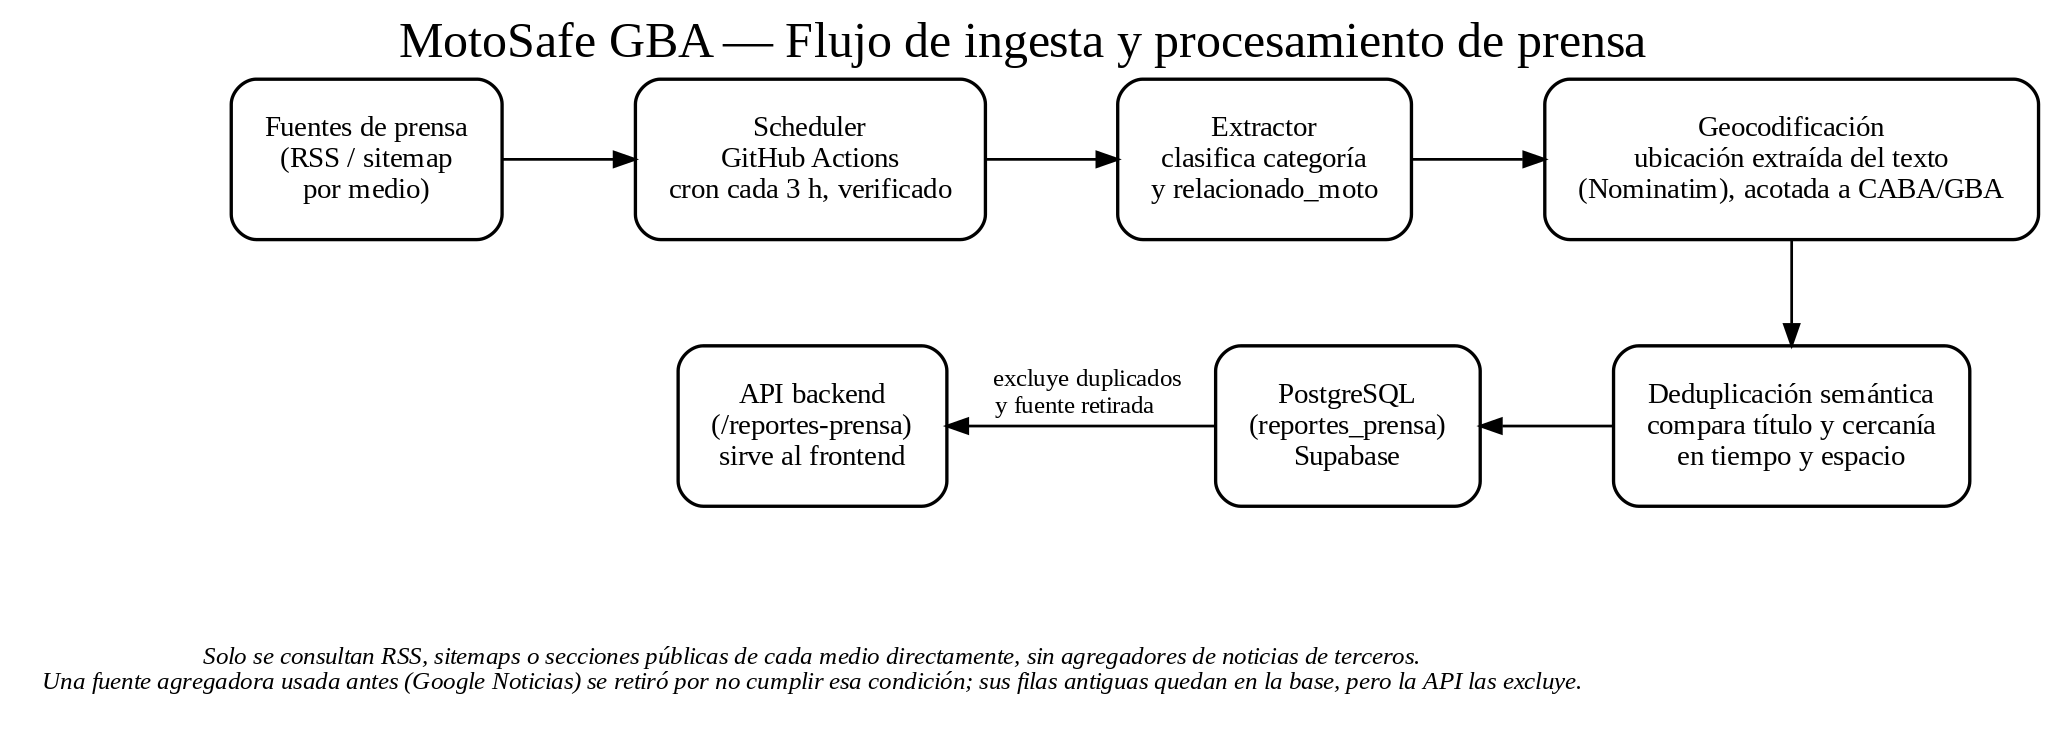 MotoSafe GBA — Flujo de ingesta y procesamiento de prensa
Fuentes de prensa
(RSS / sitemap
por medio)
Scheduler
GitHub Actions
cron cada 3 h, verificado
Extractor
clasifica categoría
y relacionado_moto
Geocodificación
ubicación extraída del texto
(Nominatim), acotada a CABA/GBA
Deduplicación semántica
compara título y cercanía
en tiempo y espacio
PostgreSQL
(reportes_prensa)
Supabase
excluye duplicados
y fuente retirada
API backend
(/reportes-prensa)
sirve al frontend
Solo se consultan RSS, sitemaps o secciones públicas de cada medio directamente, sin agregadores de noticias de terceros.
Una fuente agregadora usada antes (Google Noticias) se retiró por no cumplir esa condición; sus filas antiguas quedan en la base, pero la API las excluye.